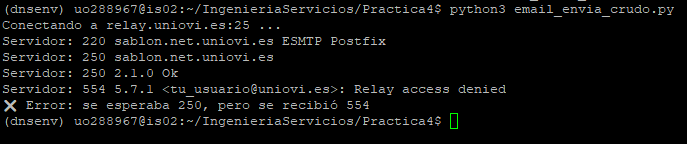 (dnsenv) uo288967@is02:~/IngenieriaServicios/Practica4$ python3 email_envia_crudo.py
Conectando a relay.uniovi.es:25 ...
Servidor: 220 sablon.net.uniovi.es ESMTP Postfix
Servidor: 250 sablon.net.uniovi.es
Servidor: 250 2.1.0 Ok
Servidor: 554 5.7.1 <tu_usuario@uniovi.es>: Relay access denied
❌ Error: se esperaba 250, pero se recibió 554
(dnsenv) uo288967@is02:~/IngenieriaServicios/Practica4$